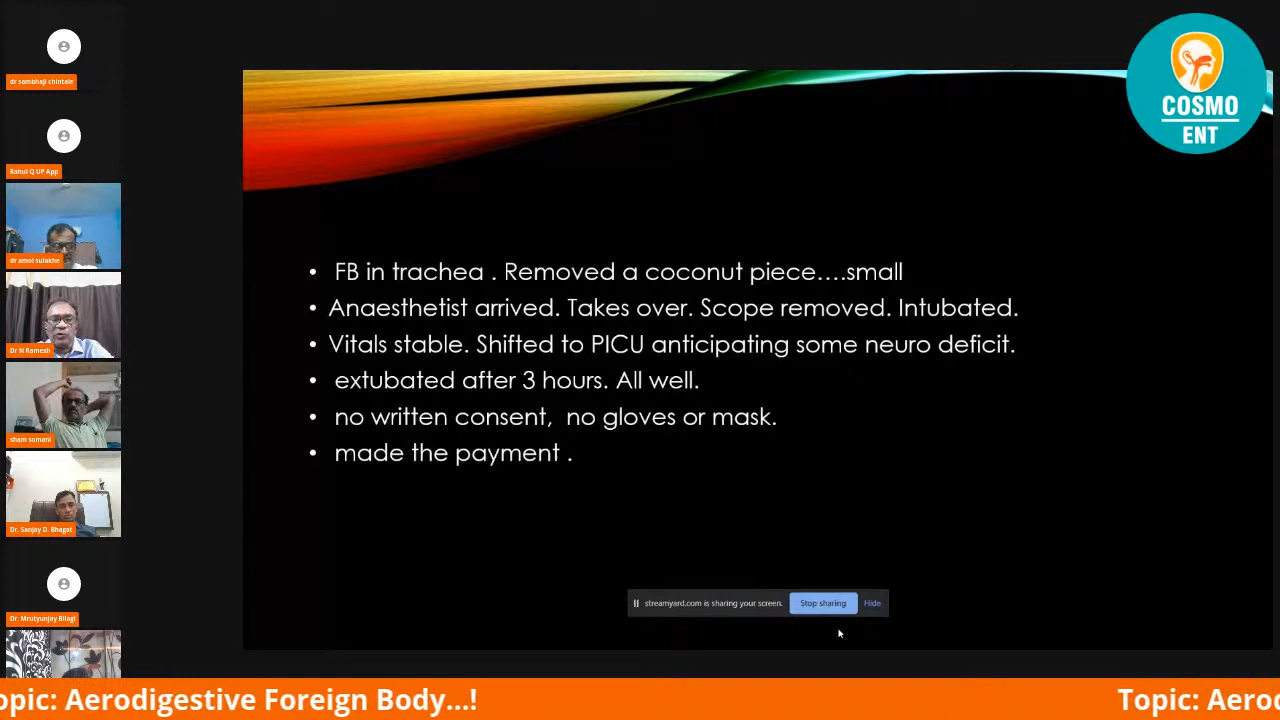 dr sambhaji chintale
Rahul Q UP App
dr amol sulakhe
Dr N Ramesh
sham somani
Dr. Sanjay D. Bhagat
Dr. Mrutyunjay Bilagi
COSMO
ENT
• FB in trachea . Removed a coconut piece….small
• Anaesthetist arrived. Takes over. Scope removed. Intubated.
• Vitals stable. Shifted to PICU anticipating some neuro deficit.
• extubated after 3 hours. All well.
• no written consent, no gloves or mask.
• made the payment .
streamyard.com is sharing your screen. Stop sharing Hide
opic: Aerodigestive Foreign Body...! Topic: Aero